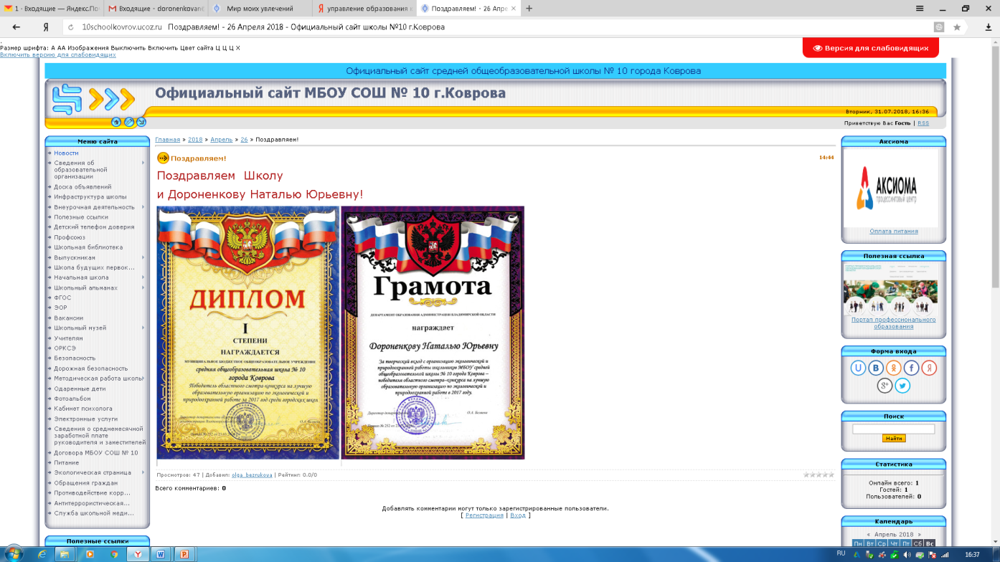 1 · Входящие — Яндекс.По
Входящие - doronenkovan6
Мир моих увлечений
управление образования к
Поздравляем! - 26 Апре
10schoolkovrov.ucoz.ru Поздравляем! - 26 Апреля 2018 - Официальный сайт школы №10 г.Коврова
Размер шрифта: А АА Изображения Выключить Включить Цвет сайта Ц Ц Ц Х
Включить версию для слабовидящих
Версия для слабовидящих
Официальный сайт средней общеобразовательной школы № 10 города Коврова
Официальный сайт МБОУ СОШ № 10 г.Коврова
Вторник, 31.07.2018, 16:36
Приветствую Вас Гость | RSS
Меню сайта
Новости
Сведения об
образовательной
организации
Доска объявлений
Инфраструктура школы
Внеурочная деятельность
Полезные ссылки
Детский телефон доверия
Профсоюз
Школьная библиотека
Выпускникам
Школа будущих первок...
Начальная школа
Школьный альманах
ФГОС
ЭОР
Вакансии
Школьный музей
Учителям
ОРКСЭ
Безопасность
Дорожная безопасность
Методическая работа школы
Одаренные дети
Фотоальбом
Кабинет психолога
Электронные услуги
Сведения о среднемесячной
заработной плате
руководителя и заместителей
Договора МБОУ СОШ № 10
Питание
Экологическая страница
Обращения граждан
Противодействие корр...
Антитеррористическая...
Служба школьной меди...
Полезные ссылки
Главная » 2018 » Апрель » 26 » Поздравляем!
Поздравляем!
14:44
Поздравляем Школу
и Дороненкову Наталью Юрьевну!
ДИПЛОМ
I
СТЕПЕНИ
НАГРАЖДАЕТСЯ
МУНИЦИПАЛЬНОЕ БЮДЖЕТНОЕ ОБЩЕОБРАЗОВАТЕЛЬНОЕ УЧРЕЖДЕНИЕ
средняя общеобразовательная школа № 10
города Коврова
Победитель областного смотра-конкурса на лучшую
образовательную организацию по экологической и
природоохранной работе за 2017 год среди городских школ
Грамота
ДЕПАРТАМЕНТ ОБРАЗОВАНИЯ АДМИНИСТРАЦИИ ВЛАДИМИРСКОЙ ОБЛАСТИ
награждает
Дороненкову Наталью Юрьевну
За творческий вклад в организацию экологической и
природоохранной работы школьников МБОУ средней
общеобразовательной школы № 10 города Коврова –
победителя областного смотра-конкурса на лучшую
образовательную организацию по экологической и
природоохранной работе в 2017 году.
Просмотров: 47 | Добавил: olga_bezrukova | Рейтинг: 0.0/0
Всего комментариев: 0
Добавлять комментарии могут только зарегистрированные пользователи.
[ Регистрация | Вход ]
Аксиома
АКСИОМА
процессинговый центр
Оплата питания
Полезная ссылка
Портал профессионального
образования
Форма входа
Поиск
Найти
Статистика
Онлайн всего: 1
Гостей: 1
Пользователей: 0
Календарь
« Апрель 2018 »
Пн Вт Ср Чт Пт Сб Вс
RU
16:37